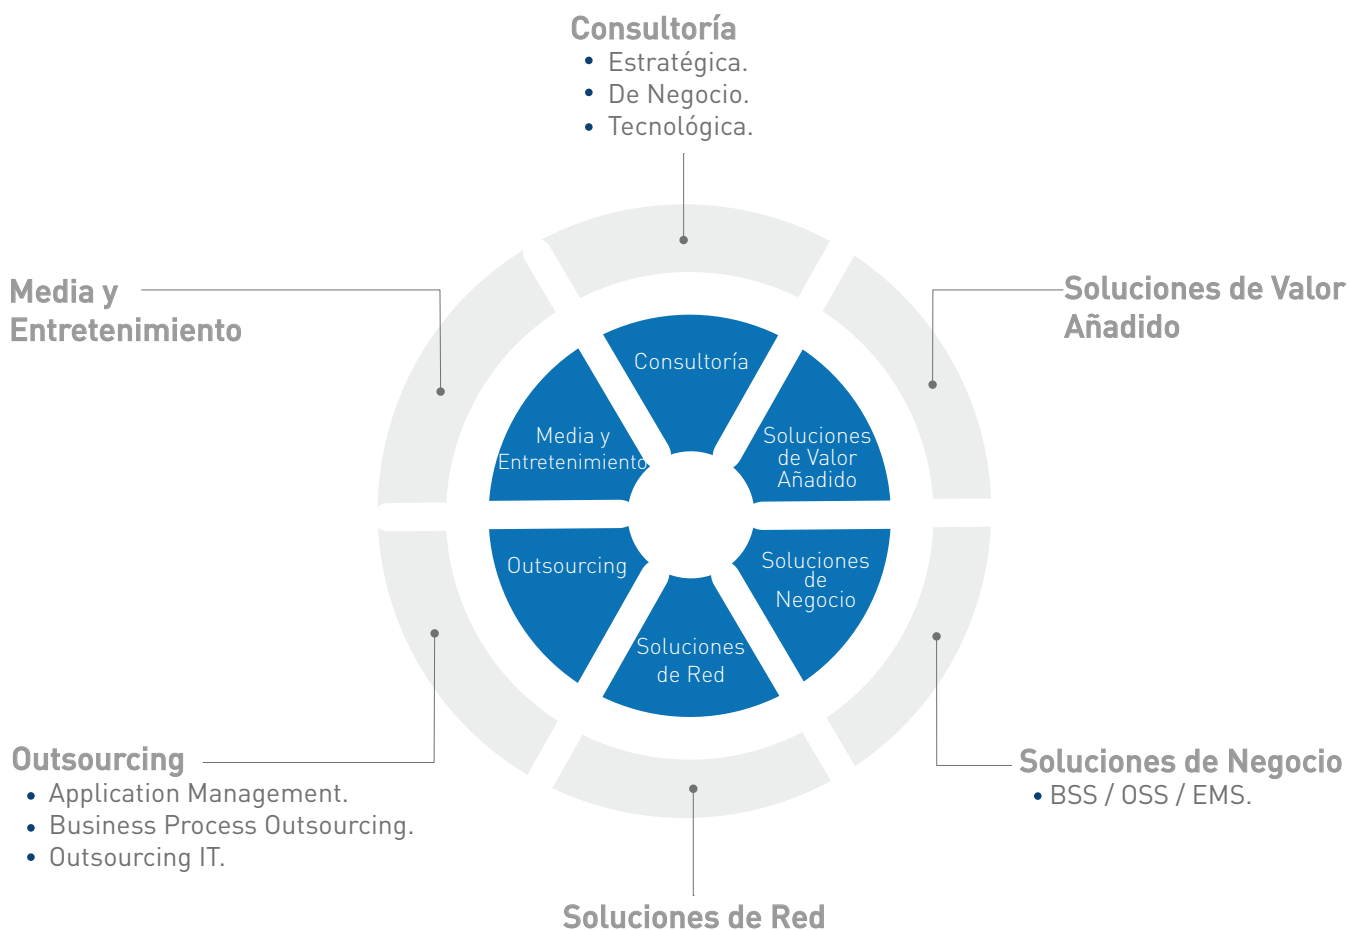 Consultoría
• Estratégica.
• De Negocio.
• Tecnológica.
Media y
Entretenimiento
Soluciones de Valor
Añadido
Consultoría
Media y
Entretenimiento
Soluciones
de Valor
Añadido
Outsourcing
Soluciones
de
Negocio
Soluciones
de Red
Outsourcing
• Application Management.
• Business Process Outsourcing.
• Outsourcing IT.
Soluciones de Negocio
• BSS / OSS / EMS.
Soluciones de Red